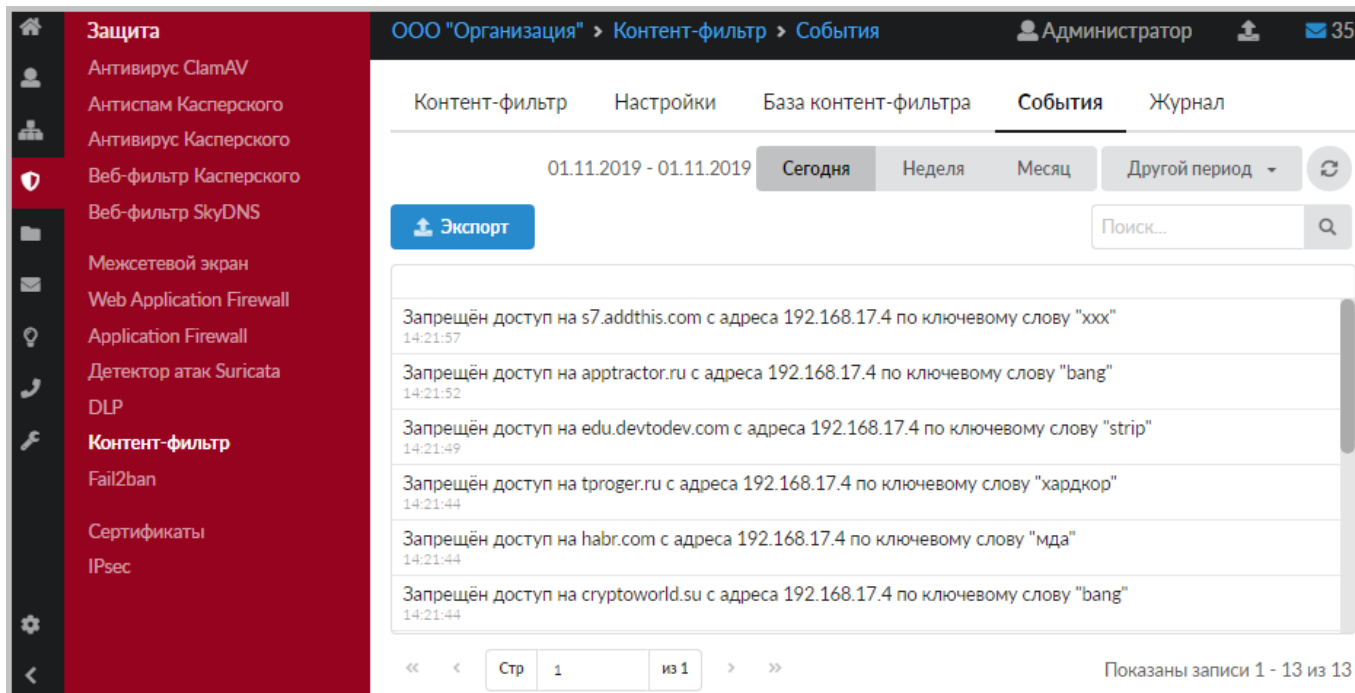 Защита
Антивирус ClamAV
Антиспам Касперского
Антивирус Касперского
Веб-фильтр Касперского
Веб-фильтр SkyDNS
Межсетевой экран
Web Application Firewall
Application Firewall
Детектор атак Suricata
DLP
Контент-фильтр
Fail2ban
Сертификаты
IPsec
ООО "Организация" > Контент-фильтр > События Администратор 35
Контент-фильтр Настройки База контент-фильтра События Журнал
01.11.2019 - 01.11.2019 Сегодня Неделя Месяц Другой период
Экспорт Поиск...
Запрещён доступ на s7.addthis.com с адреса 192.168.17.4 по ключевому слову "xxx"
14:21:57
Запрещён доступ на apptractor.ru с адреса 192.168.17.4 по ключевому слову "bang"
14:21:52
Запрещён доступ на edu.devtodev.com с адреса 192.168.17.4 по ключевому слову "strip"
14:21:49
Запрещён доступ на tproger.ru с адреса 192.168.17.4 по ключевому слову "хардкор"
14:21:44
Запрещён доступ на habr.com с адреса 192.168.17.4 по ключевому слову "мда"
14:21:44
Запрещён доступ на cryptoworld.su с адреса 192.168.17.4 по ключевому слову "bang"
14:21:44
« < Стр 1 из 1 > » Показаны записи 1 - 13 из 13